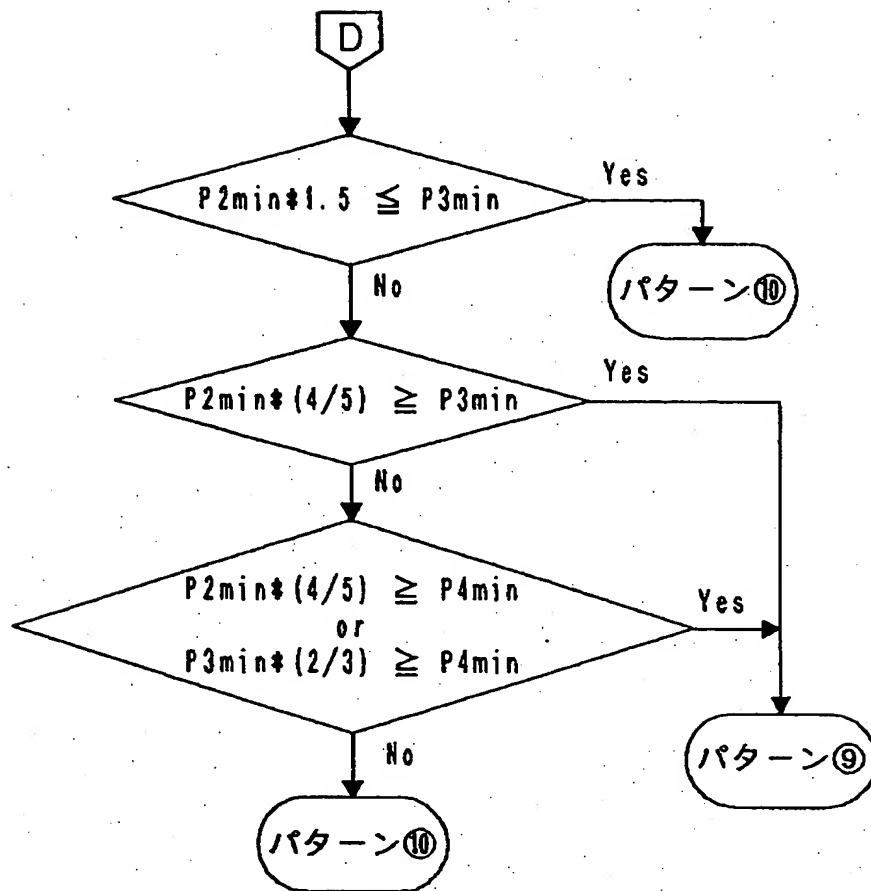 D
P2min*1.5 ≦ P3min
Yes
パターン⑩
No
P2min*(4/5) ≧ P3min
Yes
No
P2min*(4/5) ≧ P4min
or
P3min*(2/3) ≧ P4min
Yes
No
パターン⑨
パターン⑩